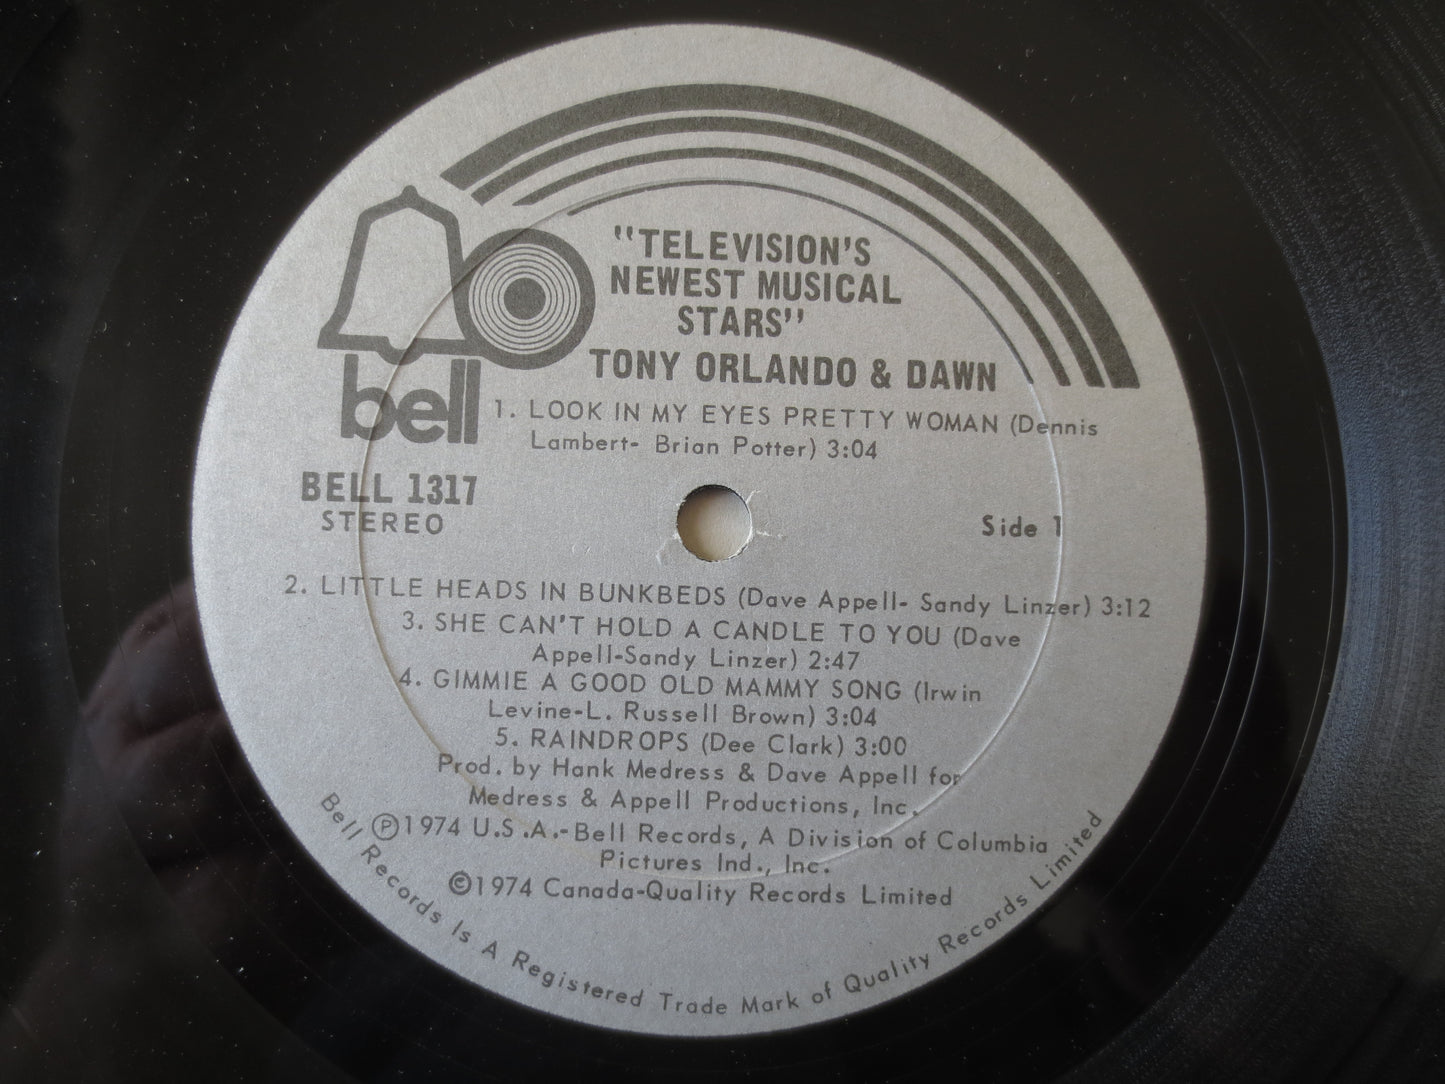 "TELEVISION'S
NEWEST MUSICAL
STARS"
TONY ORLANDO & DAWN
bell
1. LOOK IN MY EYES PRETTY WOMAN (Dennis
Lambert- Brian Potter) 3:04
BELL 1317
STEREO
Side 1
2. LITTLE HEADS IN BUNKBEDS (Dave Appell- Sandy Linzer) 3:12
3. SHE CAN'T HOLD A CANDLE TO YOU (Dave
Appell-Sandy Linzer) 2:47
4. GIMMIE A GOOD OLD MAMMY SONG (Irwin
Levine-L. Russell Brown) 3:04
5. RAINDROPS (Dee Clark) 3:00
Prod. by Hank Medress & Dave Appell for
Medress & Appell Productions, Inc.
℗1974 U.S.A.-Bell Records, A Division of Columbia
Pictures Ind., Inc.
©1974 Canada-Quality Records Limited
Bell Records Is A Registered Trade Mark of Quality Records Limited